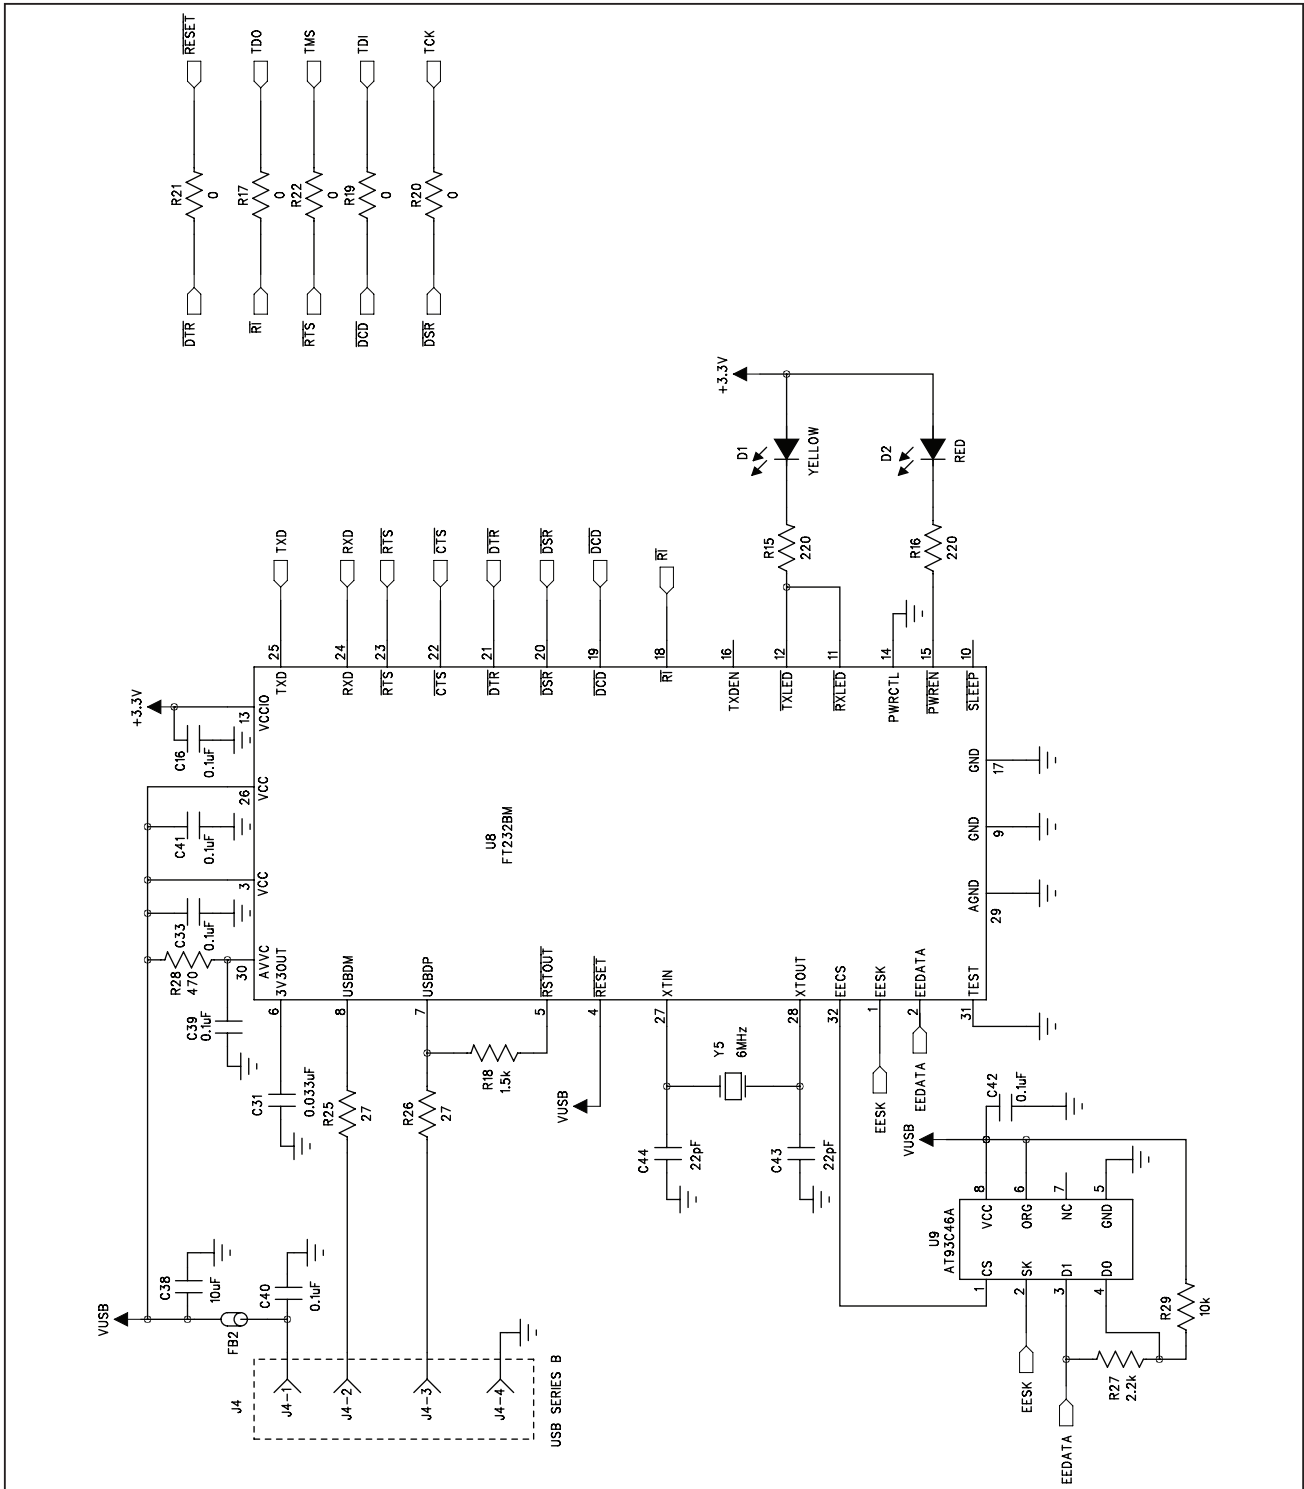 RESET
TDO
TMS
TDI
TCK
R21
0
R17
0
R22
0
R19
0
R20
0
DTR
RI
RTS
DCD
DSR
+3.3V
D1
YELLOW
D2
RED
R15
220
R16
220
TXD
RXD
RTS
CTS
DTR
DSR
DCD
RI
25
24
23
22
21
20
19
18
16
12
11
14
15
10
TXD
RXD
RTS
CTS
DTR
DSR
DCD
RI
TXDEN
TXLED
RXLED
PWRCTL
PWREN
SLEEP
+3.3V
C16
0.1uF
13
VCCIO
26
VCC
C41
0.1uF
3
VCC
C33
0.1uF
R28
470
30
AVVC
C39
0.1uF
U8
FT232BM
GND
17
GND
9
AGND
29
3V3OUT
USBDM
USBDP
RSTOUT
RESET
XTIN
XTOUT
EECS
EESK
EEDATA
TEST
6
8
7
5
4
27
28
32
1
2
31
C31
0.033uF
R25
27
R26
27
R18
1.5k
VUSB
Y5
6MHz
C44
22pF
C43
22pF
EESK
EEDATA
C42
0.1uF
VUSB
U9
AT93C46A
8
VCC
6
ORG
7
NC
5
GND
CS
1
SK
2
D1
3
DO
4
R29
10k
R27
2.2k
EESK
EEDATA
VUSB
C38
10uF
FB2
C40
0.1uF
J4
J4-1
J4-2
J4-3
J4-4
USB SERIES B